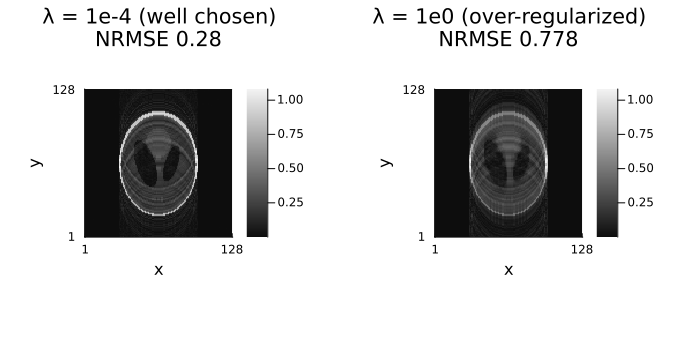 λ = 1e-4 (well chosen)
NRMSE 0.28
128
y
1
1
128
x
1.00
0.75
0.50
0.25
λ = 1e0 (over-regularized)
NRMSE 0.778
128
y
1
1
128
x
1.00
0.75
0.50
0.25